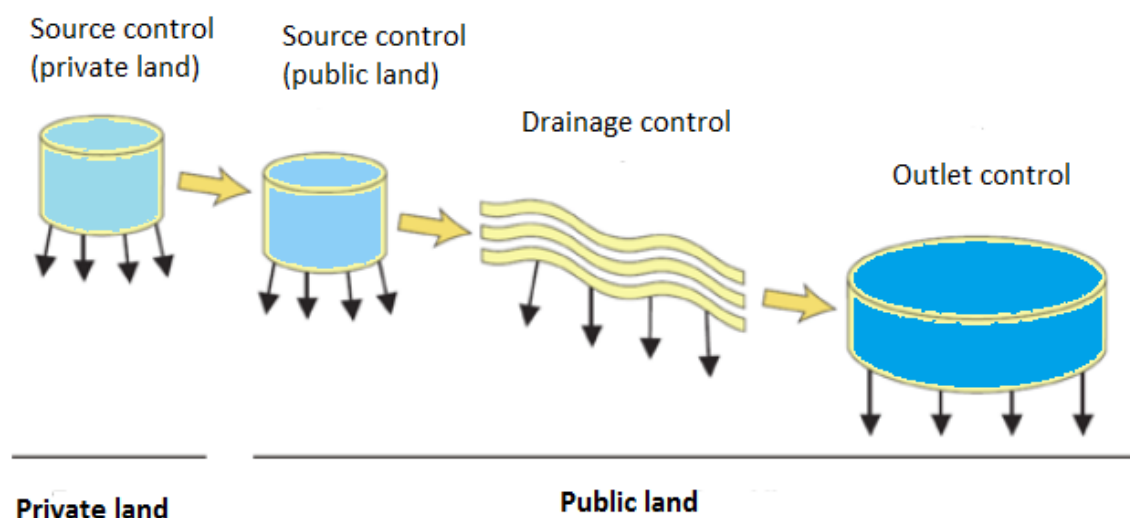 Source control
(private land)
Source control
(public land)
Drainage control
Outlet control
Private land
Public land